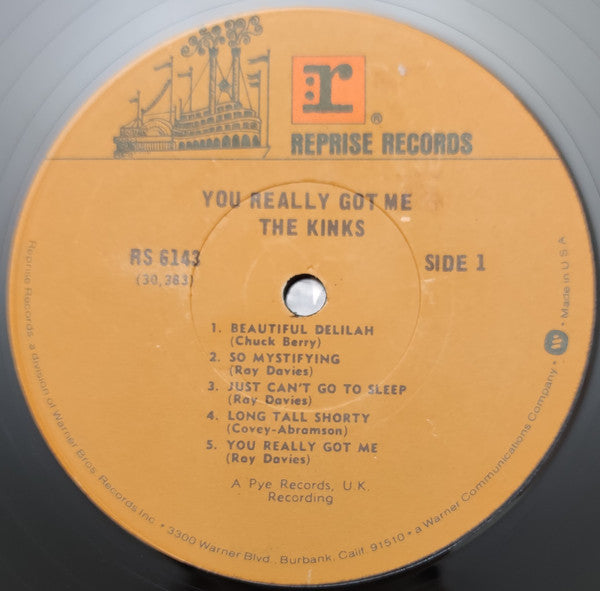 r
®
REPRISE RECORDS
YOU REALLY GOT ME
THE KINKS
RS 6143
(30,383)
SIDE 1
1. BEAUTIFUL DELILAH
(Chuck Berry)
2. SO MYSTIFYING
(Ray Davies)
3. JUST CAN'T GO TO SLEEP
(Ray Davies)
4. LONG TALL SHORTY
(Covey-Abramson)
5. YOU REALLY GOT ME
(Ray Davies)
A Pye Records, U.K.
Recording
Reprise Records, a division of Warner Bros. Records Inc. • 3300 Warner Blvd., Burbank, Calif. 91510 • a Warner Communications Company • W • Made in U.S.A.